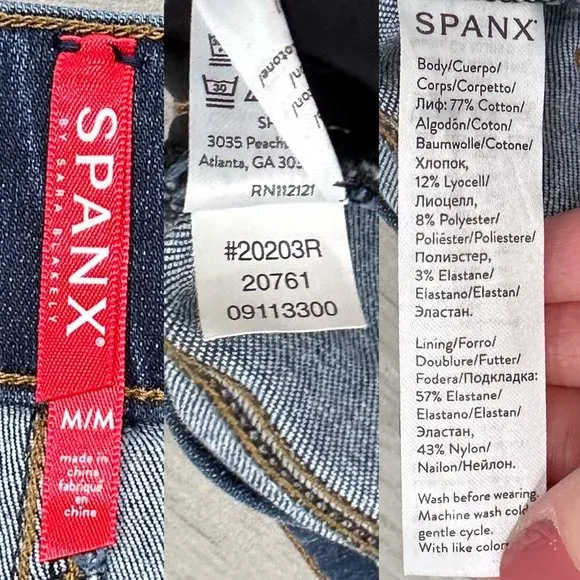 SPANX®
BY SARA BLAKELY
M/M
made in
china
fabriqué
en
chine
30
3035
Atlanta, GA
RN112121
#20203R
20761
09113300
SPANX®
Body/Cuerpo/
Corps/Corpetto/
Лиф: 77% Cotton/
Algodón/Coton/
Baumwolle/Cotone/
Хлопок,
12% Lyocell/
Лиоцелл,
8% Polyester/
Poliéster/Poliestere/
Полиэстер,
3% Elastane/
Elastano/Elastan/
Эластан.
Lining/Forro/
Doublure/Futter/
Fodera/Подкладка:
57% Elastane/
Elastano/Elastan/
Эластан,
43% Nylon/
Nailon/Нейлон.
Wash before wearing.
Machine wash cold
gentle cycle.
With like